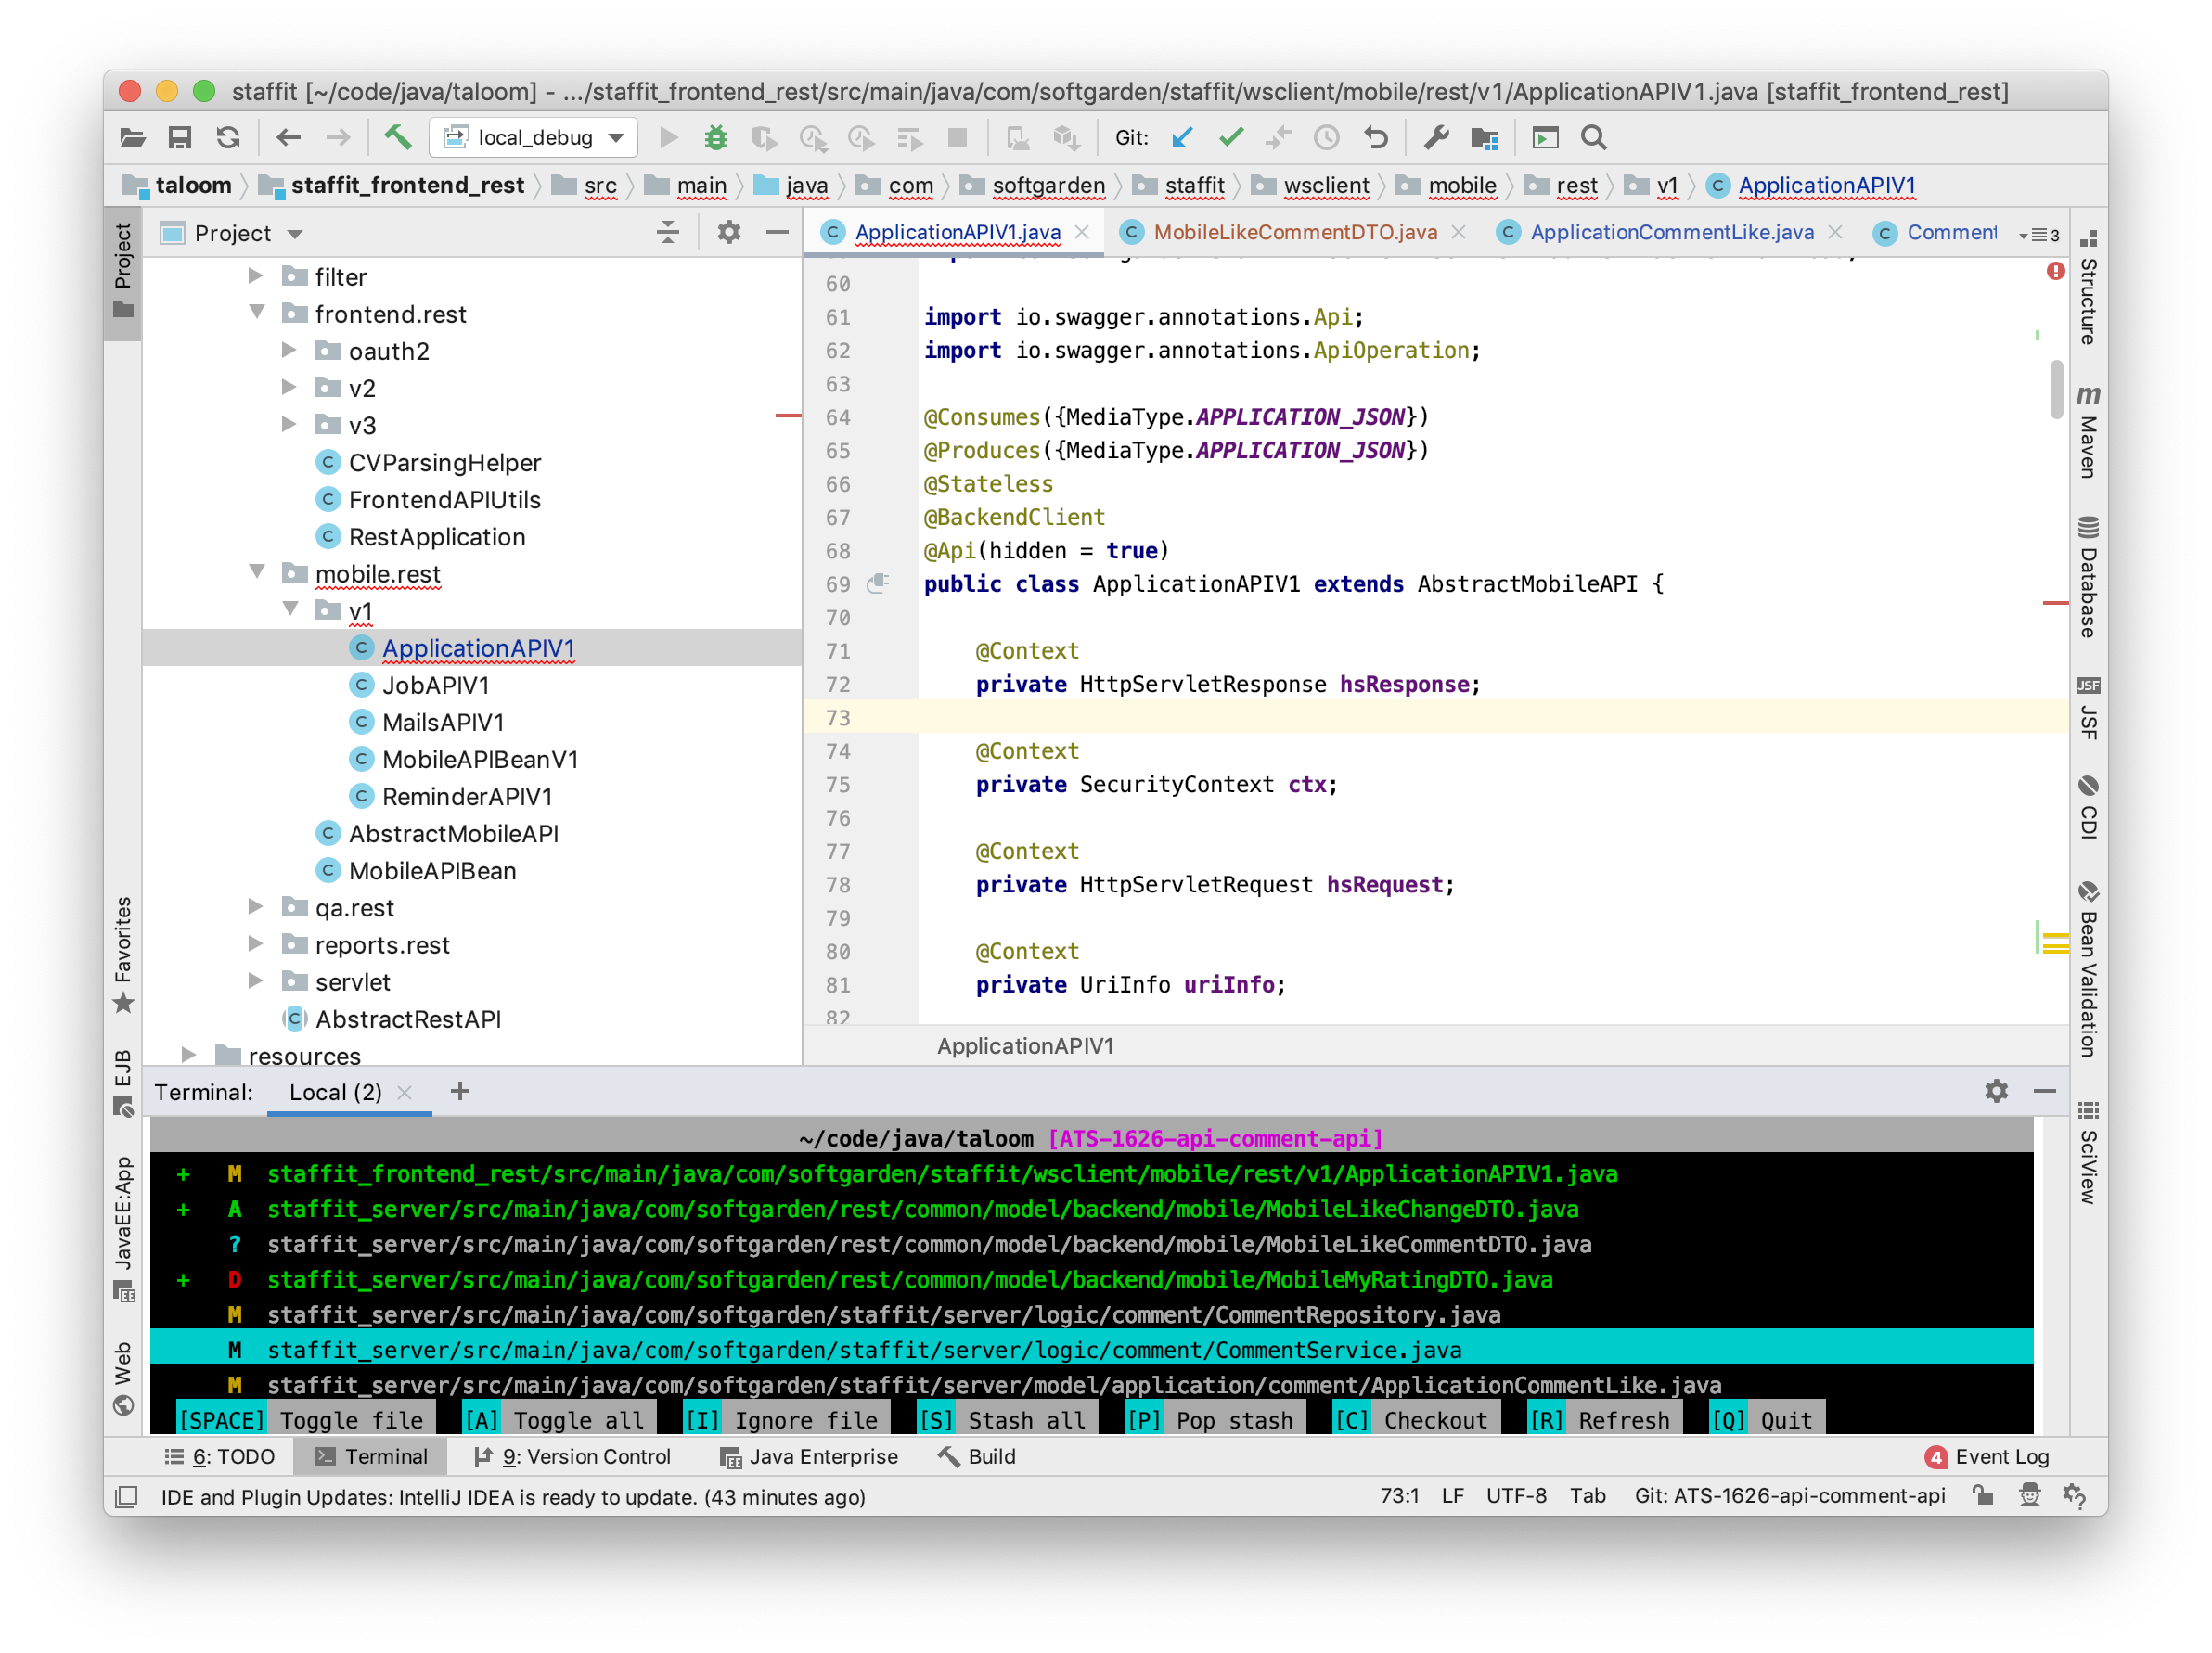 staffit [~/code/java/taloom] - .../staffit_frontend_rest/src/main/java/com/softgarden/staffit/wsclient/mobile/rest/v1/ApplicationAPIV1.java [staffit_frontend_rest]
local_debug Git:
taloom staffit_frontend_rest src main java com softgarden staffit wsclient mobile rest v1 ApplicationAPIV1
Project
ApplicationAPIV1.java MobileLikeCommentDTO.java ApplicationCommentLike.java Comment 3
Project
Favorites
EJB
JavaEE:App
Web
filter
frontend.rest
oauth2
v2
v3
CVParsingHelper
FrontendAPIUtils
RestApplication
mobile.rest
v1
ApplicationAPIV1
JobAPIV1
MailsAPIV1
MobileAPIBeanV1
ReminderAPIV1
AbstractMobileAPI
MobileAPIBean
qa.rest
reports.rest
servlet
AbstractRestAPI
resources
60
61 import io.swagger.annotations.Api;
62 import io.swagger.annotations.ApiOperation;
63
64 @Consumes({MediaType.APPLICATION_JSON})
65 @Produces({MediaType.APPLICATION_JSON})
66 @Stateless
67 @BackendClient
68 @Api(hidden = true)
69 public class ApplicationAPIV1 extends AbstractMobileAPI {
70
71 @Context
72 private HttpServletResponse hsResponse;
73
74 @Context
75 private SecurityContext ctx;
76
77 @Context
78 private HttpServletRequest hsRequest;
79
80 @Context
81 private UriInfo uriInfo;
82
ApplicationAPIV1
Structure
m Maven
Database
JSF JSF
CDI
Bean Validation
SciView
Terminal: Local (2) +
~/code/java/taloom [ATS-1626-api-comment-api]
+ M staffit_frontend_rest/src/main/java/com/softgarden/staffit/wsclient/mobile/rest/v1/ApplicationAPIV1.java
+ A staffit_server/src/main/java/com/softgarden/rest/common/model/backend/mobile/MobileLikeChangeDTO.java
? staffit_server/src/main/java/com/softgarden/rest/common/model/backend/mobile/MobileLikeCommentDTO.java
+ D staffit_server/src/main/java/com/softgarden/rest/common/model/backend/mobile/MobileMyRatingDTO.java
M staffit_server/src/main/java/com/softgarden/staffit/server/logic/comment/CommentRepository.java
M staffit_server/src/main/java/com/softgarden/staffit/server/logic/comment/CommentService.java
M staffit_server/src/main/java/com/softgarden/staffit/server/model/application/comment/ApplicationCommentLike.java
[SPACE] Toggle file [A] Toggle all [I] Ignore file [S] Stash all [P] Pop stash [C] Checkout [R] Refresh [Q] Quit
6: TODO Terminal 9: Version Control Java Enterprise Build 4 Event Log
IDE and Plugin Updates: IntelliJ IDEA is ready to update. (43 minutes ago) 73:1 LF UTF-8 Tab Git: ATS-1626-api-comment-api